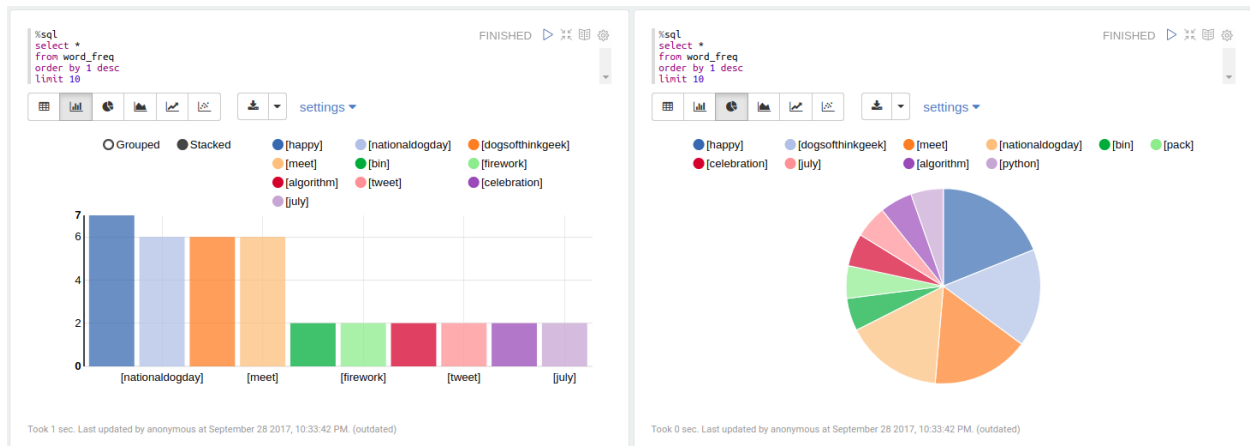 %sql
select *
from word_freq
order by 1 desc
limit 10
FINISHED
settings
Grouped Stacked [happy] [nationaldogday] [dogsofthinkgeek]
[meet] [bin] [firework]
[algorithm] [tweet] [celebration]
[july]
7
6
4
2
0
[nationaldogday] [meet] [firework] [tweet] [july]
Took 1 sec. Last updated by anonymous at September 28 2017, 10:33:42 PM. (outdated)
%sql
select *
from word_freq
order by 1 desc
limit 10
FINISHED
settings
[happy] [dogsofthinkgeek] [meet] [nationaldogday] [bin] [pack]
[celebration] [july] [algorithm] [python]
Took 0 sec. Last updated by anonymous at September 28 2017, 10:33:42 PM. (outdated)